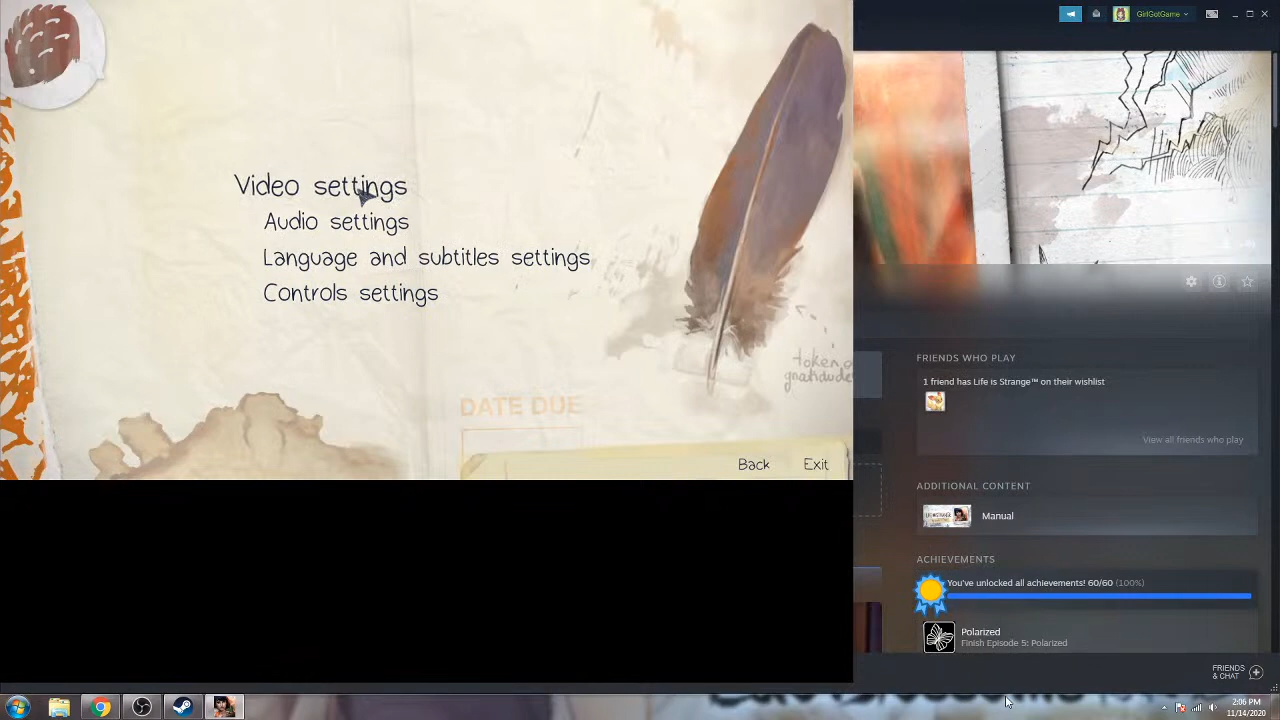 GirlGotGame
Video settings
Audio settings
Language and subtitles settings
Controls settings
token of
gratitude
DATE DUE
Back
Exit
FRIENDS WHO PLAY
1 friend has Life is Strange™ on their wishlist
View all friends who play
ADDITIONAL CONTENT
Manual
ACHIEVEMENTS
You've unlocked all achievements! 60/60 (100%)
Polarized
Finish Episode 5: Polarized
FRIENDS
& CHAT
2:06 PM
11/14/2020